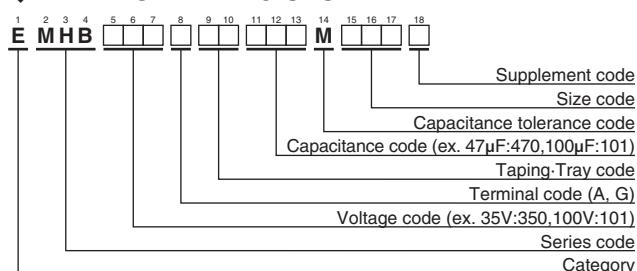 1 2 3 4 5 6 7 8 9 10 11 12 13 14 15 16 17 18
E MHB M
Supplement code
Size code
Capacitance tolerance code
Capacitance code (ex. 47µF:470,100µF:101)
Taping·Tray code
Terminal code (A, G)
Voltage code (ex. 35V:350,100V:101)
Series code
Category